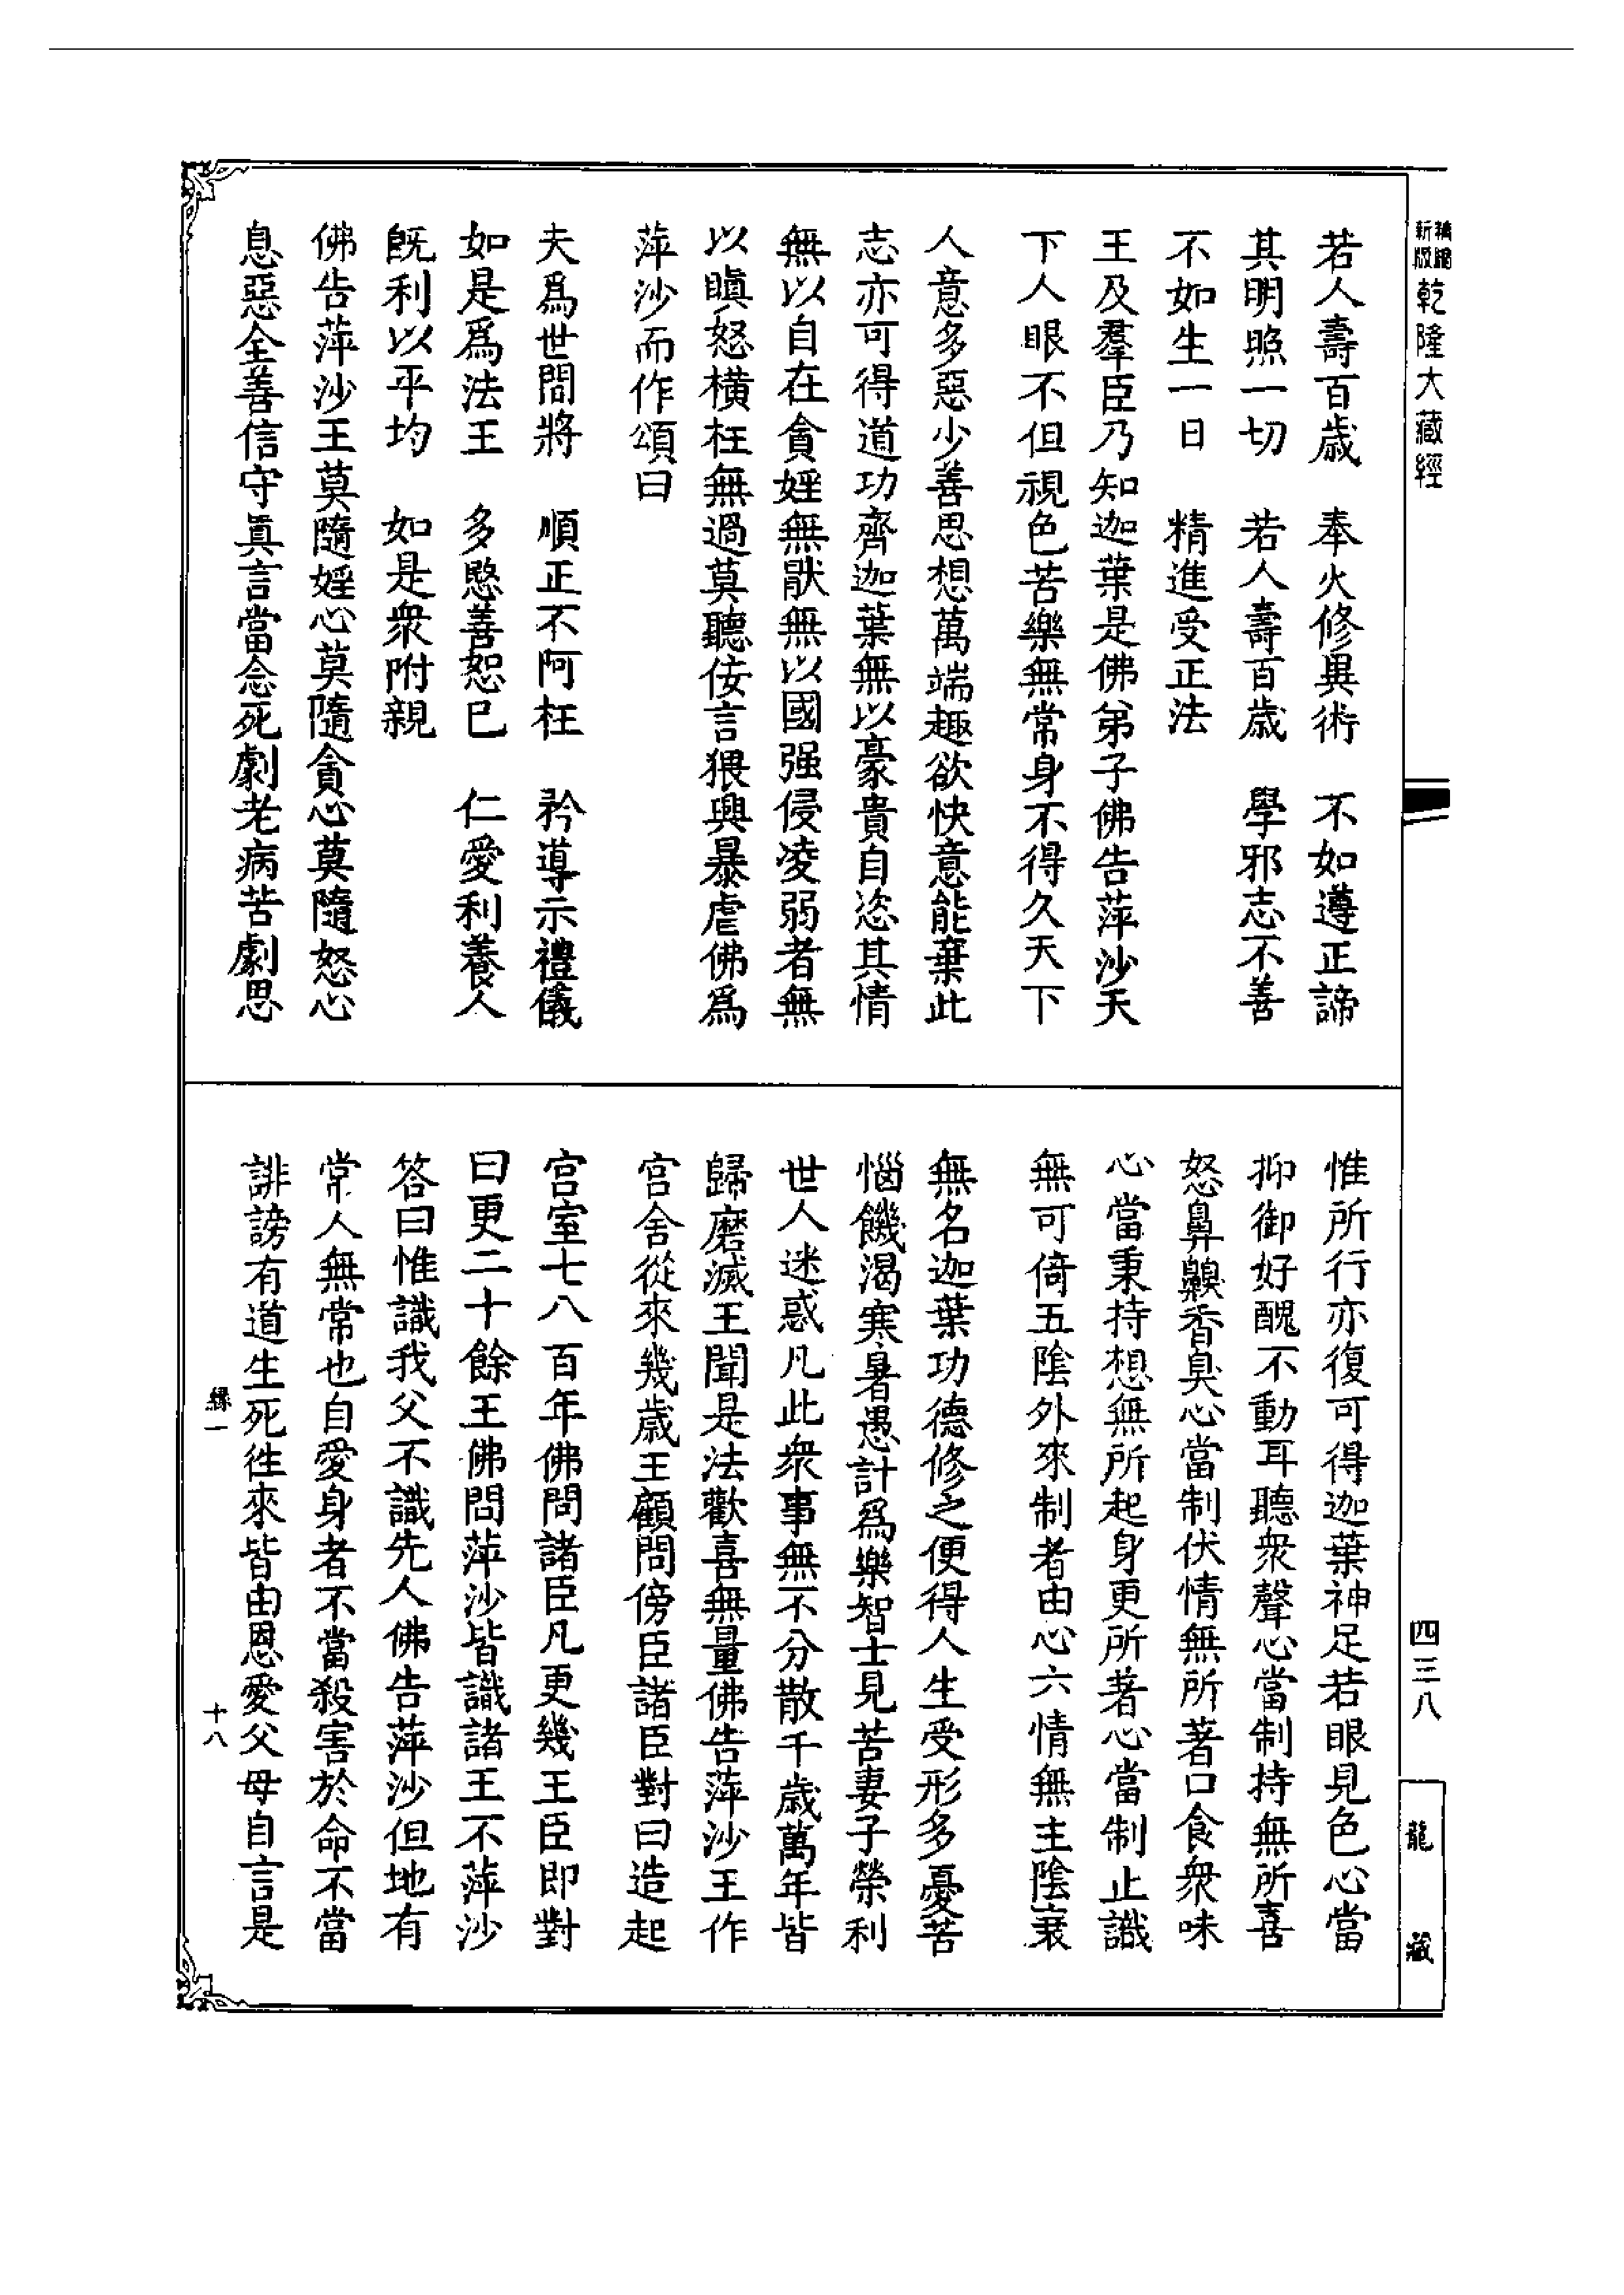 新版
精編
乾隆大藏經
若人壽百歲　奉火修異術　不如遵正諦
其明照一切　若人壽百歲　學邪志不善
不如生一日　精進受正法
王及羣臣乃知迦葉是佛弟子佛告萍沙天
下人眼不但視色苦樂無常身不得久天下
人意多惡少善思想萬端趣欲快意能棄此
志亦可得道功齊迦葉無以豪貴自恣其情
無以自在貪婬無猒無以國强侵凌弱者無
以瞋怒橫枉無過莫聽佞言猥興暴虐佛爲
萍沙而作頌曰
夫爲世間將　順正不阿枉　矜導示禮儀
如是爲法王　多愍善恕已　仁愛利養人
旣利以平均　如是衆附親
佛告萍沙王莫隨婬心莫隨貪心莫隨怒心
息惡全善信守眞言當念死劇老病苦劇思
惟所行亦復可得迦葉神足若眼見色心當
抑御好醜不動耳聽衆聲心當制持無所喜
怒鼻齅香臭心當制伏情無所著口食衆味
心當秉持想無所起身更所著心當制止識
無可倚五陰外來制者由心六情無主陰衰
無名迦葉功德修之便得人生受形多憂苦
惱饑渴寒暑愚計爲樂智士見苦妻子榮利
世人迷惑凡此衆事無不分散千歲萬年皆
歸磨滅王聞是法歡喜無量佛告萍沙王作
宮舍從來幾歲王顧問傍臣諸臣對曰造起
宮室七八百年佛問諸臣凡更幾王臣即對
曰更二十餘王佛問萍沙皆識諸王不萍沙
答曰惟識我父不識先人佛告萍沙但地有
常人無常也自愛身者不當殺害於命不當
誹謗有道生死徃來皆由恩愛父母自言是
緣一
十八
四三八
龍藏